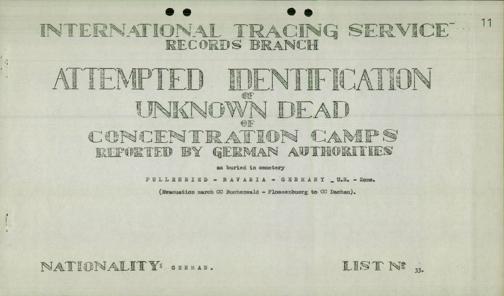 11
INTERNATIONAL TRACING SERVICE
RECORDS BRANCH
ATTEMPTED IDENTIFICATION
OF
UNKNOWN DEAD
OF
CONCENTRATION CAMPS
REPORTED BY GERMAN AUTHORITIES
as buried in cemetery
PULLENRIED - BAVARIA - GERMANY _ U.S. - Zone.
(Evacuation march CC Buchenwald - Flossenbuerg to CC Dachau).
NATIONALITY: GERMAN.
LIST No 33.